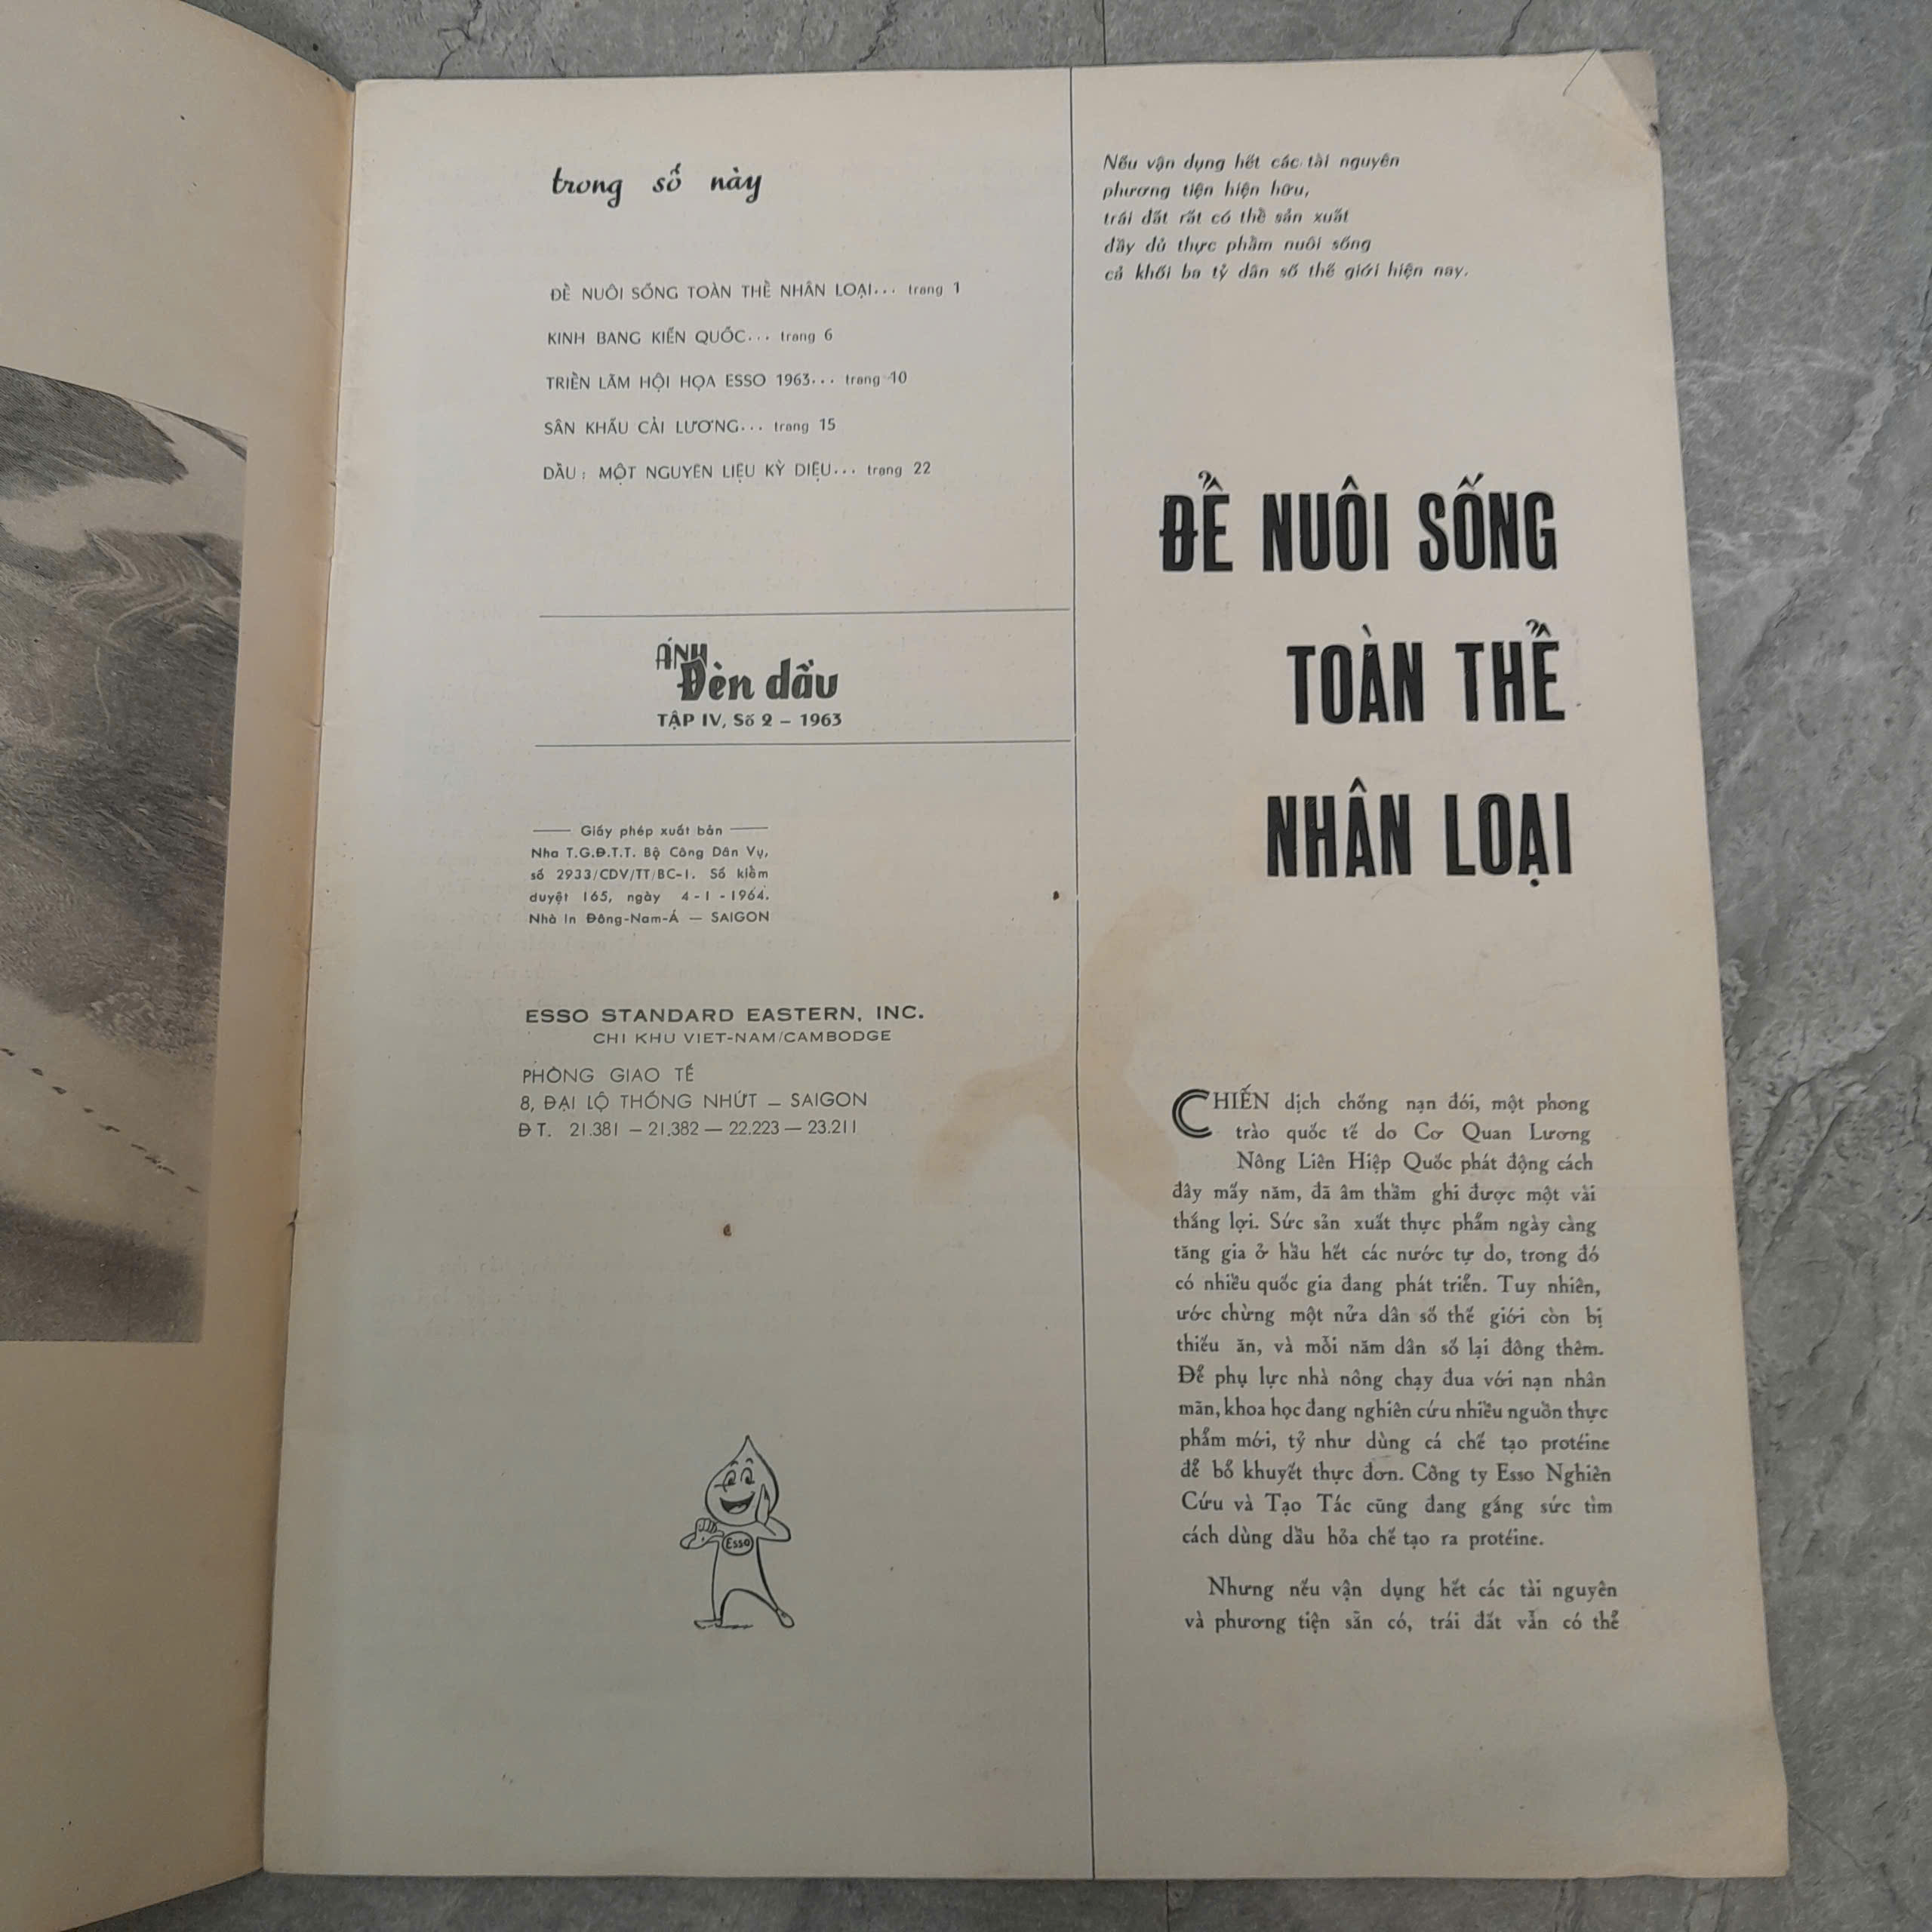 trong số này
ĐỂ NUÔI SỐNG TOÀN THỂ NHÂN LOẠI... trang 1
KINH BANG KIẾN QUỐC... trang 6
TRIỂN LÃM HỘI HỌA ESSO 1963... trang 10
SÂN KHẤU CẢI LƯƠNG... trang 15
DẦU : MỘT NGUYÊN LIỆU KỲ DIỆU... trang 22
ÁNH
Đèn dầu
TẬP IV, Số 2 – 1963
Giấy phép xuất bản
Nha T.G.Đ.T.T. Bộ Công Dân Vụ,
số 2933/CDV/TT/BC-I. Số kiểm
duyệt 165, ngày 4-1-1964.
Nhà In Đông-Nam-Á — SAIGON
ESSO STANDARD EASTERN, INC.
CHI KHU VIET-NAM/CAMBODGE
PHÒNG GIAO TẾ
8, ĐẠI LỘ THỐNG NHỨT – SAIGON
ĐT. 21.381 – 21.382 — 22.223 — 23.211
Esso
Nếu vận dụng hết các tài nguyên
phương tiện hiện hữu,
trái đất rất có thể sản xuất
đầy đủ thực phẩm nuôi sống
cả khối ba tỷ dân số thế giới hiện nay.
ĐỂ NUÔI SỐNG
TOÀN THỂ
NHÂN LOẠI
CHIẾN dịch chống nạn đói, một phong
trào quốc tế do Cơ Quan Lương
Nông Liên Hiệp Quốc phát động cách
đây mấy năm, đã âm thầm ghi được một vài
thắng lợi. Sức sản xuất thực phẩm ngày càng
tăng gia ở hầu hết các nước tự do, trong đó
có nhiều quốc gia đang phát triển. Tuy nhiên,
ước chừng một nửa dân số thế giới còn bị
thiếu ăn, và mỗi năm dân số lại đông thêm.
Để phụ lực nhà nông chạy đua với nạn nhân
mãn, khoa học đang nghiên cứu nhiều nguồn thực
phẩm mới, tỷ như dùng cá chế tạo protéine
để bổ khuyết thực đơn. Công ty Esso Nghiên
Cứu và Tạo Tác cũng đang gắng sức tìm
cách dùng dầu hỏa chế tạo ra protéine.
Nhưng nếu vận dụng hết các tài nguyên
và phương tiện sẵn có, trái đất vẫn có thể